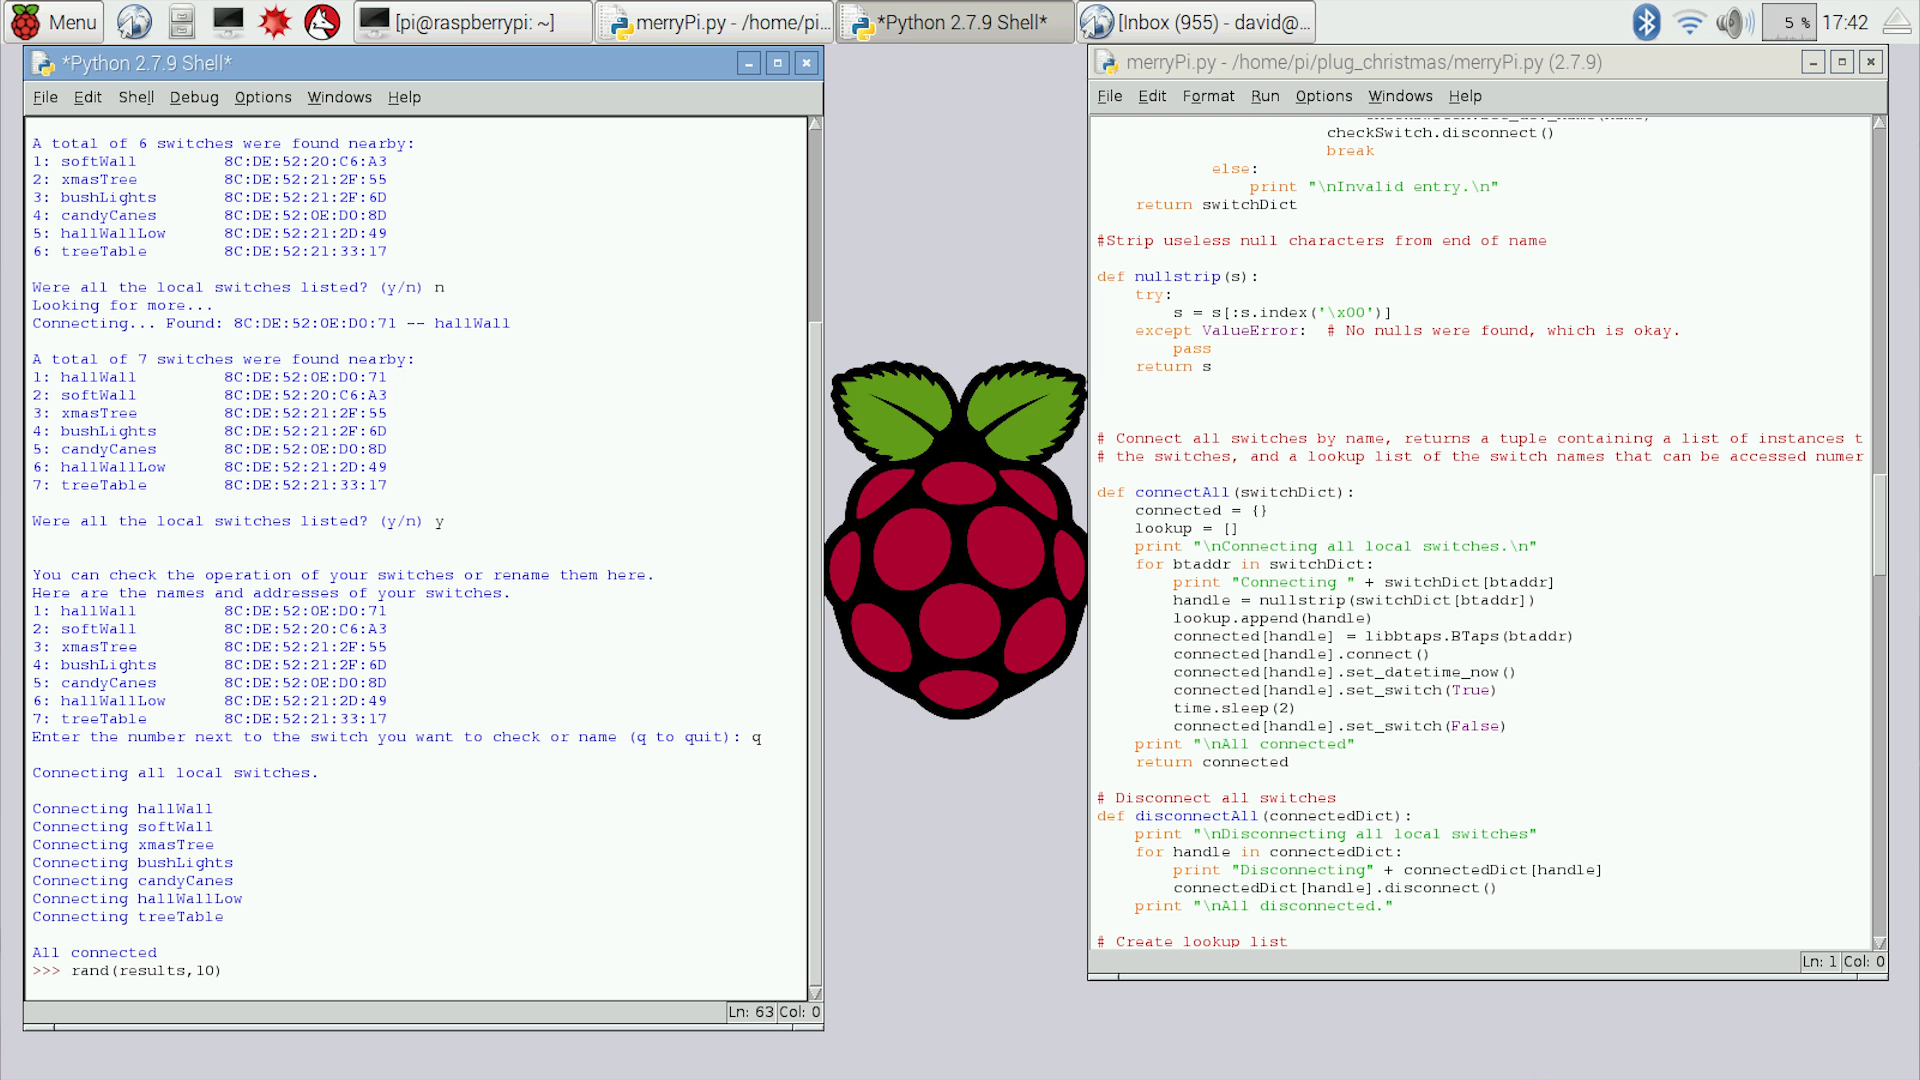 Menu
[pi@raspberrypi: ~]
merryPi.py - /home/pi...
*Python 2.7.9 Shell*
[Inbox (955) - david@...
5 %
17:42
*Python 2.7.9 Shell*
File Edit Shell Debug Options Windows Help
A total of 6 switches were found nearby:
1: softWall 8C:DE:52:20:C6:A3
2: xmasTree 8C:DE:52:21:2F:55
3: bushLights 8C:DE:52:21:2F:6D
4: candyCanes 8C:DE:52:0E:D0:8D
5: hallWallLow 8C:DE:52:21:2D:49
6: treeTable 8C:DE:52:21:33:17
Were all the local switches listed? (y/n) n
Looking for more...
Connecting... Found: 8C:DE:52:0E:D0:71 -- hallWall
A total of 7 switches were found nearby:
1: hallWall 8C:DE:52:0E:D0:71
2: softWall 8C:DE:52:20:C6:A3
3: xmasTree 8C:DE:52:21:2F:55
4: bushLights 8C:DE:52:21:2F:6D
5: candyCanes 8C:DE:52:0E:D0:8D
6: hallWallLow 8C:DE:52:21:2D:49
7: treeTable 8C:DE:52:21:33:17
Were all the local switches listed? (y/n) y
You can check the operation of your switches or rename them here.
Here are the names and addresses of your switches.
1: hallWall 8C:DE:52:0E:D0:71
2: softWall 8C:DE:52:20:C6:A3
3: xmasTree 8C:DE:52:21:2F:55
4: bushLights 8C:DE:52:21:2F:6D
5: candyCanes 8C:DE:52:0E:D0:8D
6: hallWallLow 8C:DE:52:21:2D:49
7: treeTable 8C:DE:52:21:33:17
Enter the number next to the switch you want to check or name (q to quit): q
Connecting all local switches.
Connecting hallWall
Connecting softWall
Connecting xmasTree
Connecting bushLights
Connecting candyCanes
Connecting hallWallLow
Connecting treeTable
All connected
>>> rand(results,10)
Ln: 63 Col: 0
merryPi.py - /home/pi/plug_christmas/merryPi.py (2.7.9)
File Edit Format Run Options Windows Help
checkSwitch.disconnect()
break
else:
print "\nInvalid entry.\n"
return switchDict
#Strip useless null characters from end of name
def nullstrip(s):
try:
s = s[:s.index('\x00')]
except ValueError: # No nulls were found, which is okay.
pass
return s
# Connect all switches by name, returns a tuple containing a list of instances t
# the switches, and a lookup list of the switch names that can be accessed numer
def connectAll(switchDict):
connected = {}
lookup = []
print "\nConnecting all local switches.\n"
for btaddr in switchDict:
print "Connecting " + switchDict[btaddr]
handle = nullstrip(switchDict[btaddr])
lookup.append(handle)
connected[handle] = libbtaps.BTaps(btaddr)
connected[handle].connect()
connected[handle].set_datetime_now()
connected[handle].set_switch(True)
time.sleep(2)
connected[handle].set_switch(False)
print "\nAll connected"
return connected
# Disconnect all switches
def disconnectAll(connectedDict):
print "\nDisconnecting all local switches"
for handle in connectedDict:
print "Disconnecting" + connectedDict[handle]
connectedDict[handle].disconnect()
print "\nAll disconnected."
# Create lookup list
Ln: 1 Col: 0